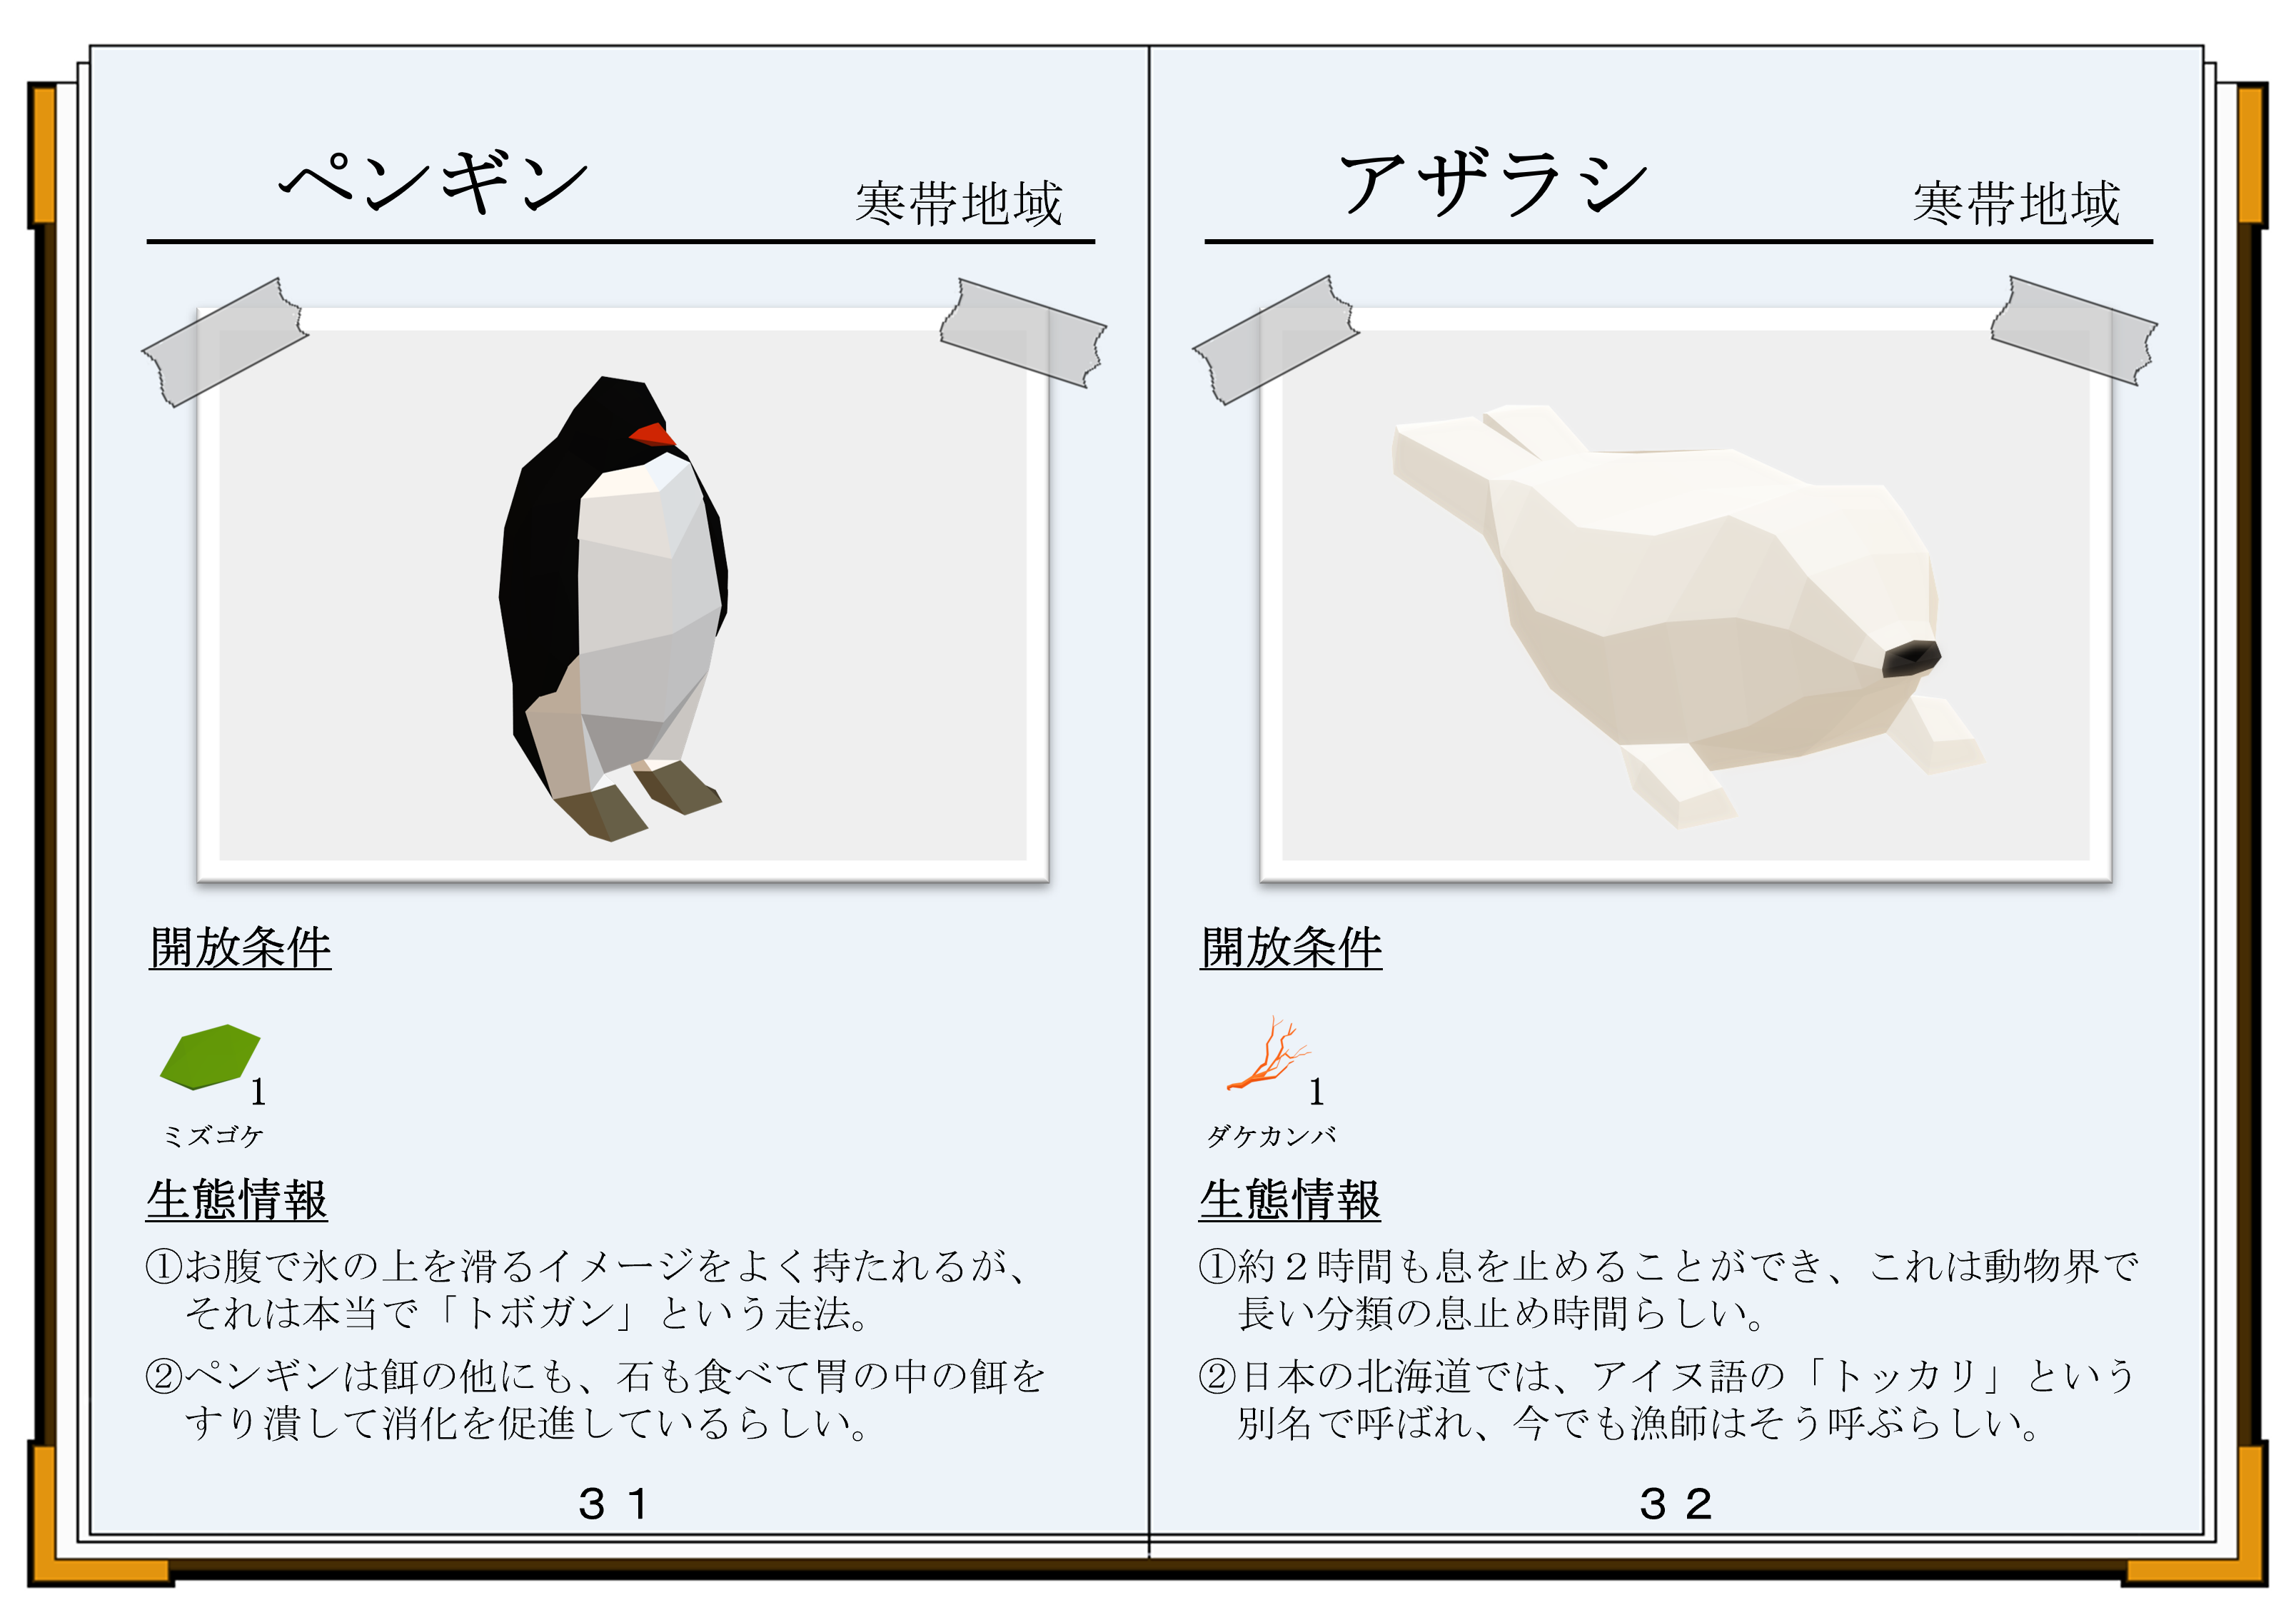 ペンギン
寒帯地域
開放条件
1
ミズゴケ
生態情報
①お腹で氷の上を滑るイメージをよく持たれるが、
それは本当で「トボガン」という走法。
②ペンギンは餌の他にも、石も食べて胃の中の餌を
すり潰して消化を促進しているらしい。
３１
アザラシ
寒帯地域
開放条件
1
ダケカンバ
生態情報
①約２時間も息を止めることができ、これは動物界で
長い分類の息止め時間らしい。
②日本の北海道では、アイヌ語の「トッカリ」という
別名で呼ばれ、今でも漁師はそう呼ぶらしい。
３２